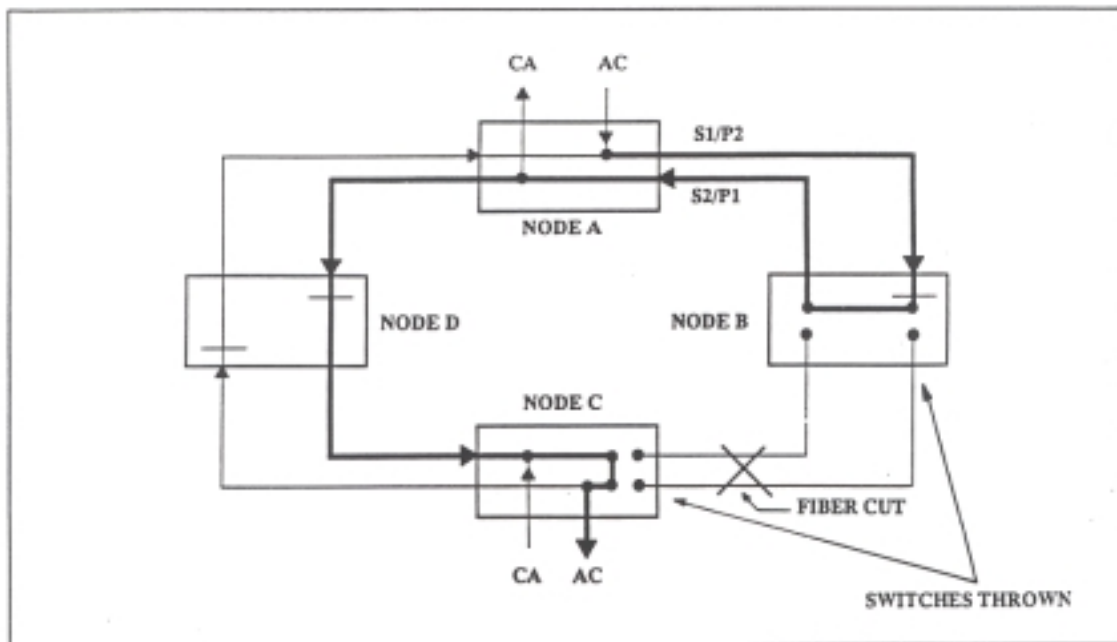 CA AC
S1/P2
S2/P1
NODE A
NODE D
NODE B
NODE C
FIBER CUT
CA AC
SWITCHES THROWN